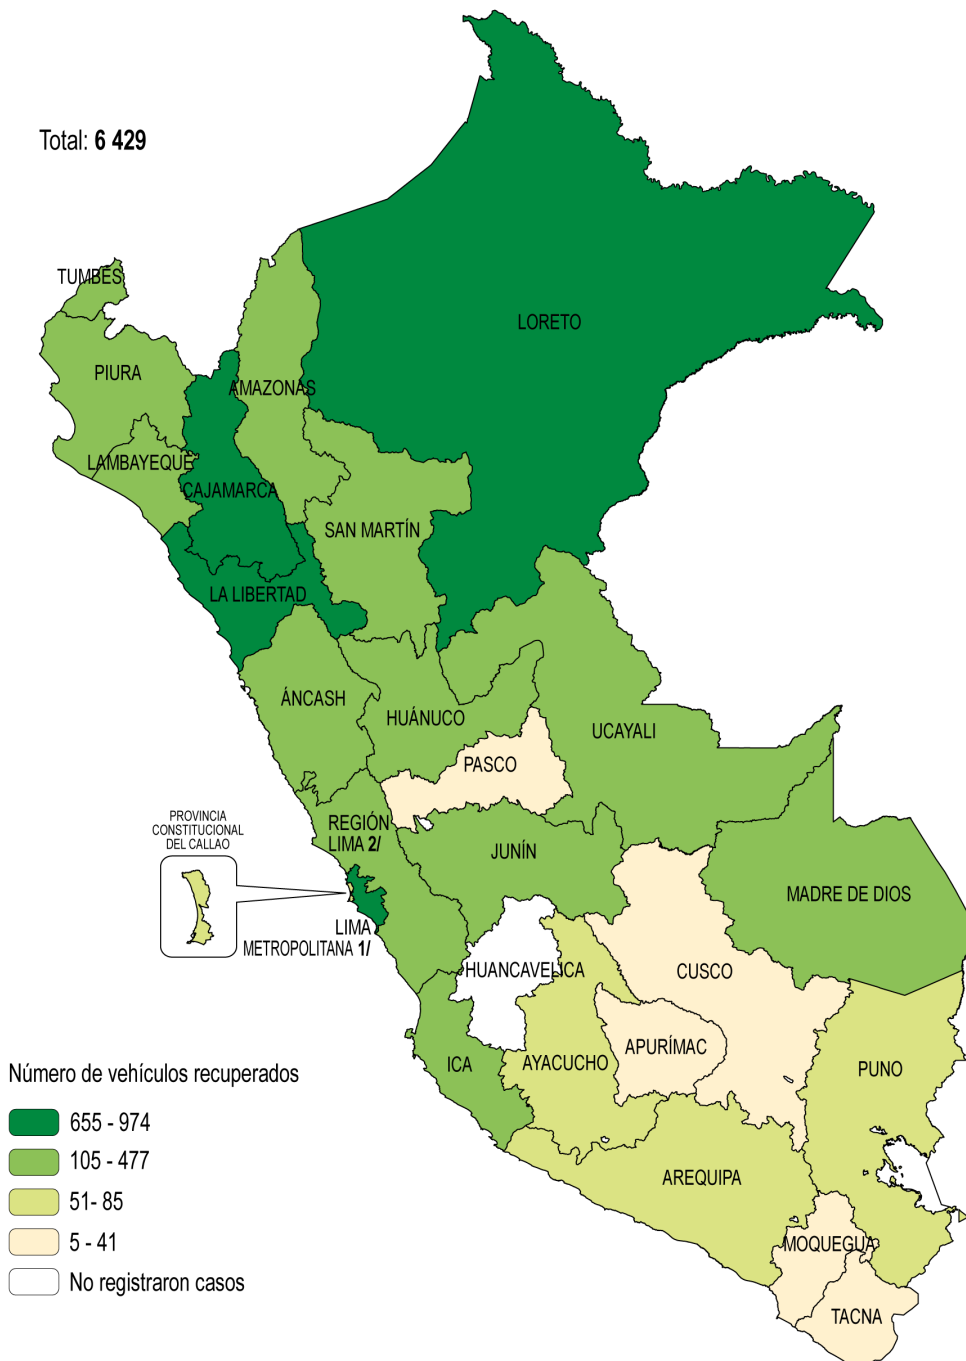 Total: 6 429
TUMBES
LORETO
PIURA
AMAZONAS
LAMBAYEQUE
CAJAMARCA
SAN MARTÍN
LA LIBERTAD
ÁNCASH
HUÁNUCO
UCAYALI
PASCO
PROVINCIA
CONSTITUCIONAL
DEL CALLAO
REGIÓN
LIMA 2/
JUNÍN
MADRE DE DIOS
LIMA
METROPOLITANA 1/
HUANCAVELICA
CUSCO
ICA
AYACUCHO
APURÍMAC
PUNO
Número de vehículos recuperados
655 - 974
105 - 477
51- 85
5 - 41
No registraron casos
AREQUIPA
MOQUEGUA
TACNA